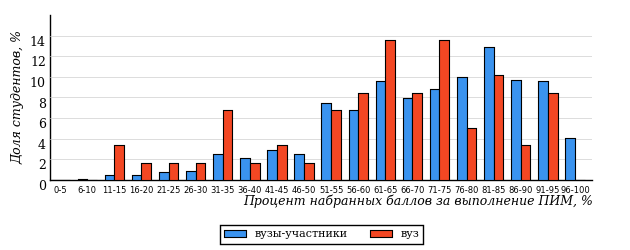 Доля студентов, %
14
12
10
8
6
4
2
0
0-5 6-10 11-15 16-20 21-25 26-30 31-35 36-40 41-45 46-50 51-55 56-60 61-65 66-70 71-75 76-80 81-85 86-90 91-95 96-100
Процент набранных баллов за выполнение ПИМ, %
вузы-участники вуз